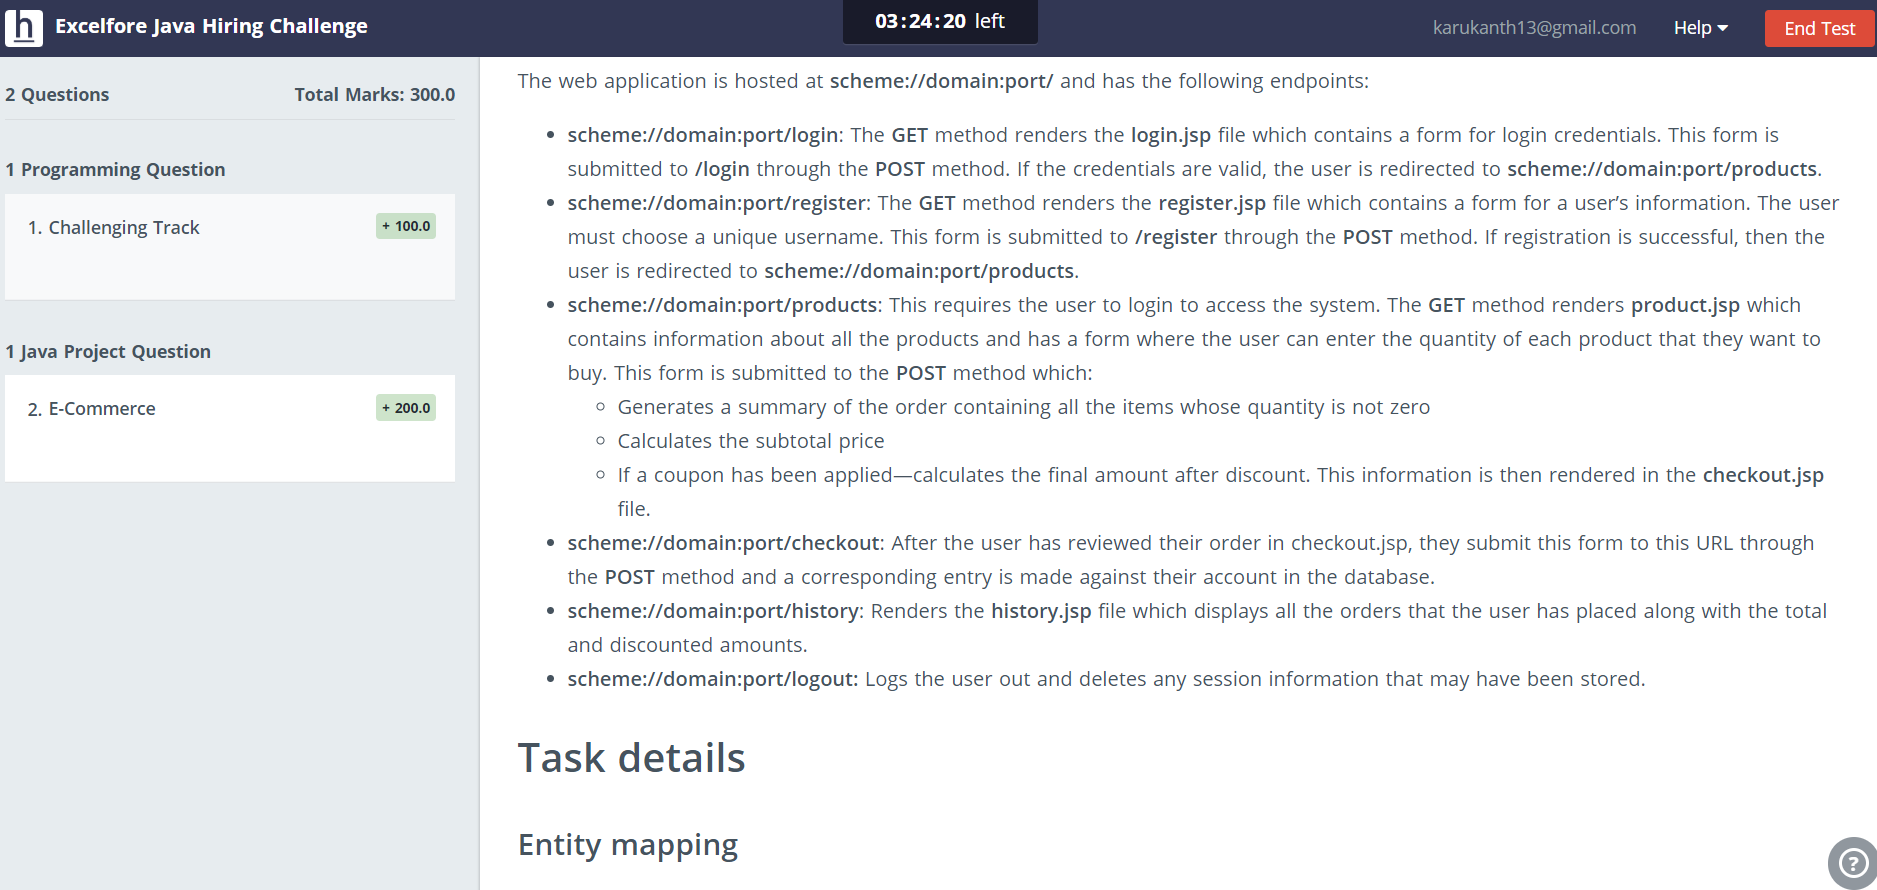 h Excelfore Java Hiring Challenge
03:24:20 left
karukanth13@gmail.com
Help
End Test
2 Questions
Total Marks: 300.0
1 Programming Question
1. Challenging Track
+ 100.0
1 Java Project Question
2. E-Commerce
+ 200.0
The web application is hosted at scheme://domain:port/ and has the following endpoints:
• scheme://domain:port/login: The GET method renders the login.jsp file which contains a form for login credentials. This form is
submitted to /login through the POST method. If the credentials are valid, the user is redirected to scheme://domain:port/products.
• scheme://domain:port/register: The GET method renders the register.jsp file which contains a form for a user’s information. The user
must choose a unique username. This form is submitted to /register through the POST method. If registration is successful, then the
user is redirected to scheme://domain:port/products.
• scheme://domain:port/products: This requires the user to login to access the system. The GET method renders product.jsp which
contains information about all the products and has a form where the user can enter the quantity of each product that they want to
buy. This form is submitted to the POST method which:
○ Generates a summary of the order containing all the items whose quantity is not zero
○ Calculates the subtotal price
○ If a coupon has been applied—calculates the final amount after discount. This information is then rendered in the checkout.jsp
file.
• scheme://domain:port/checkout: After the user has reviewed their order in checkout.jsp, they submit this form to this URL through
the POST method and a corresponding entry is made against their account in the database.
• scheme://domain:port/history: Renders the history.jsp file which displays all the orders that the user has placed along with the total
and discounted amounts.
• scheme://domain:port/logout: Logs the user out and deletes any session information that may have been stored.
Task details
Entity mapping
?